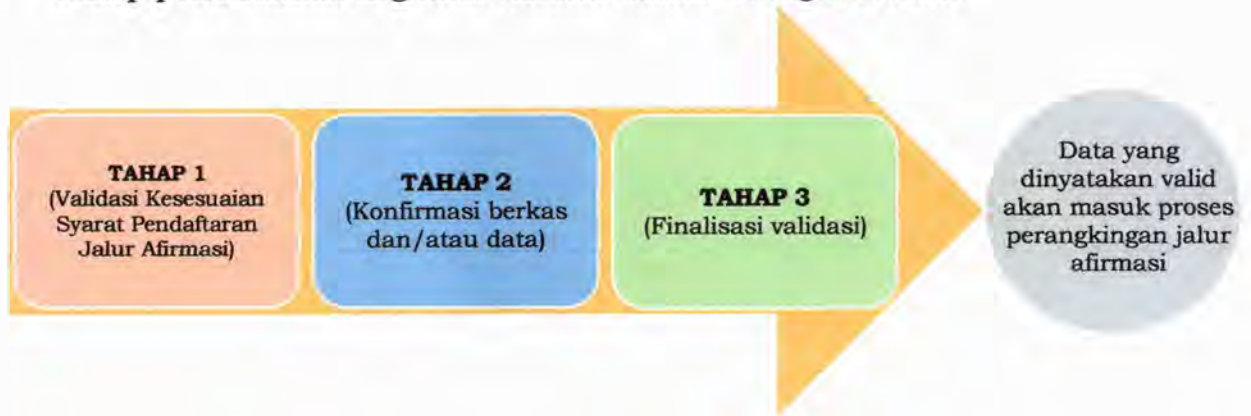 TAHAP 1
(Validasi Kesesuaian
Syarat Pendaftaran
Jalur Afirmasi)
TAHAP 2
(Konfirmasi berkas
dan/atau data)
TAHAP 3
(Finalisasi validasi)
Data yang
dinyatakan valid
akan masuk proses
perangkingan jalur
afirmasi